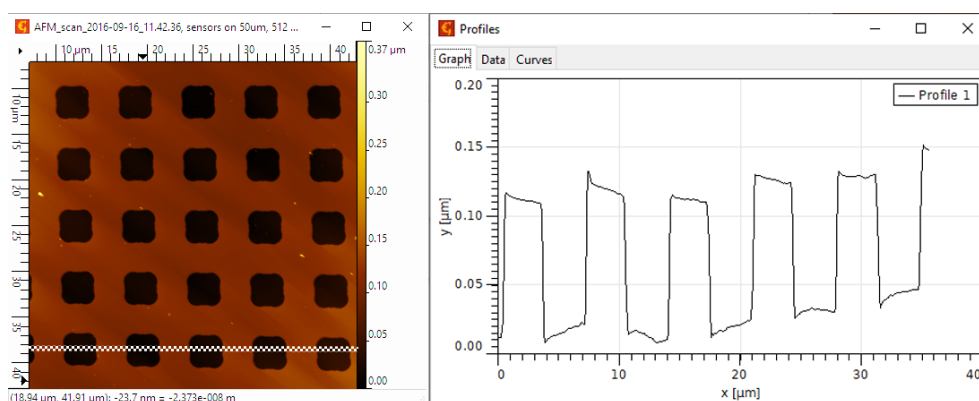 AFM_scan_2016-09-16_11.42.36, sensors on 50um, 512 ...
10 µm 15 20 25 30 35 40
0.37 µm
0.30
0.25
0.20
0.15
0.10
0.05
0.00
10 µm
15
20
25
30
35
40
(18.94 µm, 41.91 µm): -23.7 nm = -2.373e-008 m
Profiles
Graph Data Curves
0.20
0.15
0.10
0.05
0.00
y [µm]
Profile 1
0 10 20 30 40
x [µm]